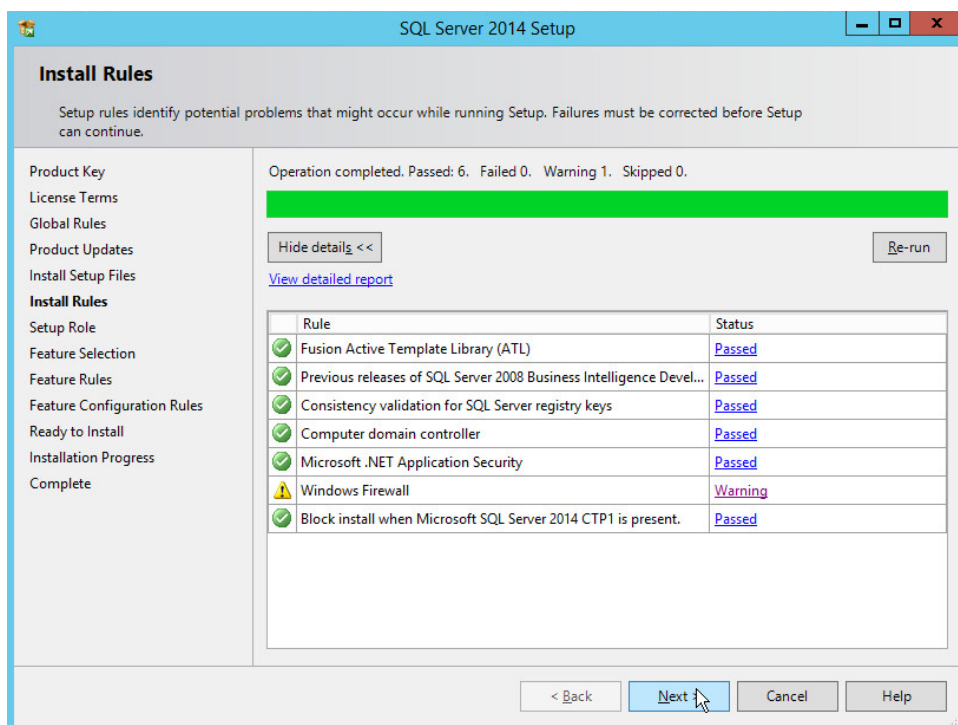 SQL Server 2014 Setup
Install Rules
Setup rules identify potential problems that might occur while running Setup. Failures must be corrected before Setup
can continue.
Product Key
License Terms
Global Rules
Product Updates
Install Setup Files
Install Rules
Setup Role
Feature Selection
Feature Rules
Feature Configuration Rules
Ready to Install
Installation Progress
Complete
Operation completed. Passed: 6.   Failed 0.   Warning 1.   Skipped 0.
Hide details <<
Re-run
View detailed report
Rule Status
Fusion Active Template Library (ATL) Passed
Previous releases of SQL Server 2008 Business Intelligence Devel... Passed
Consistency validation for SQL Server registry keys Passed
Computer domain controller Passed
Microsoft .NET Application Security Passed
Windows Firewall Warning
Block install when Microsoft SQL Server 2014 CTP1 is present. Passed
< Back Next > Cancel Help